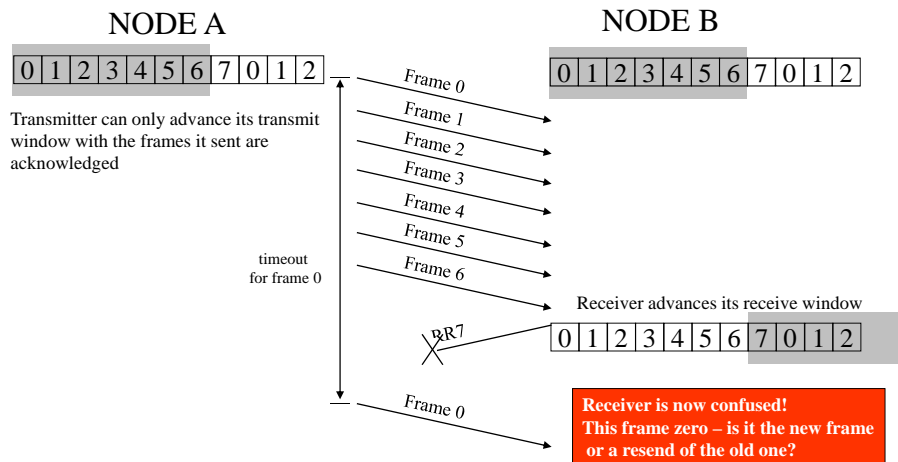 NODE A
NODE B
0 1 2 3 4 5 6 7 0 1 2
0 1 2 3 4 5 6 7 0 1 2
Transmitter can only advance its transmit
window with the frames it sent are
acknowledged
Frame 0
Frame 1
Frame 2
Frame 3
Frame 4
Frame 5
Frame 6
timeout
for frame 0
Receiver advances its receive window
RR7
0 1 2 3 4 5 6 7 0 1 2
Frame 0
Receiver is now confused!
This frame zero – is it the new frame
or a resend of the old one?